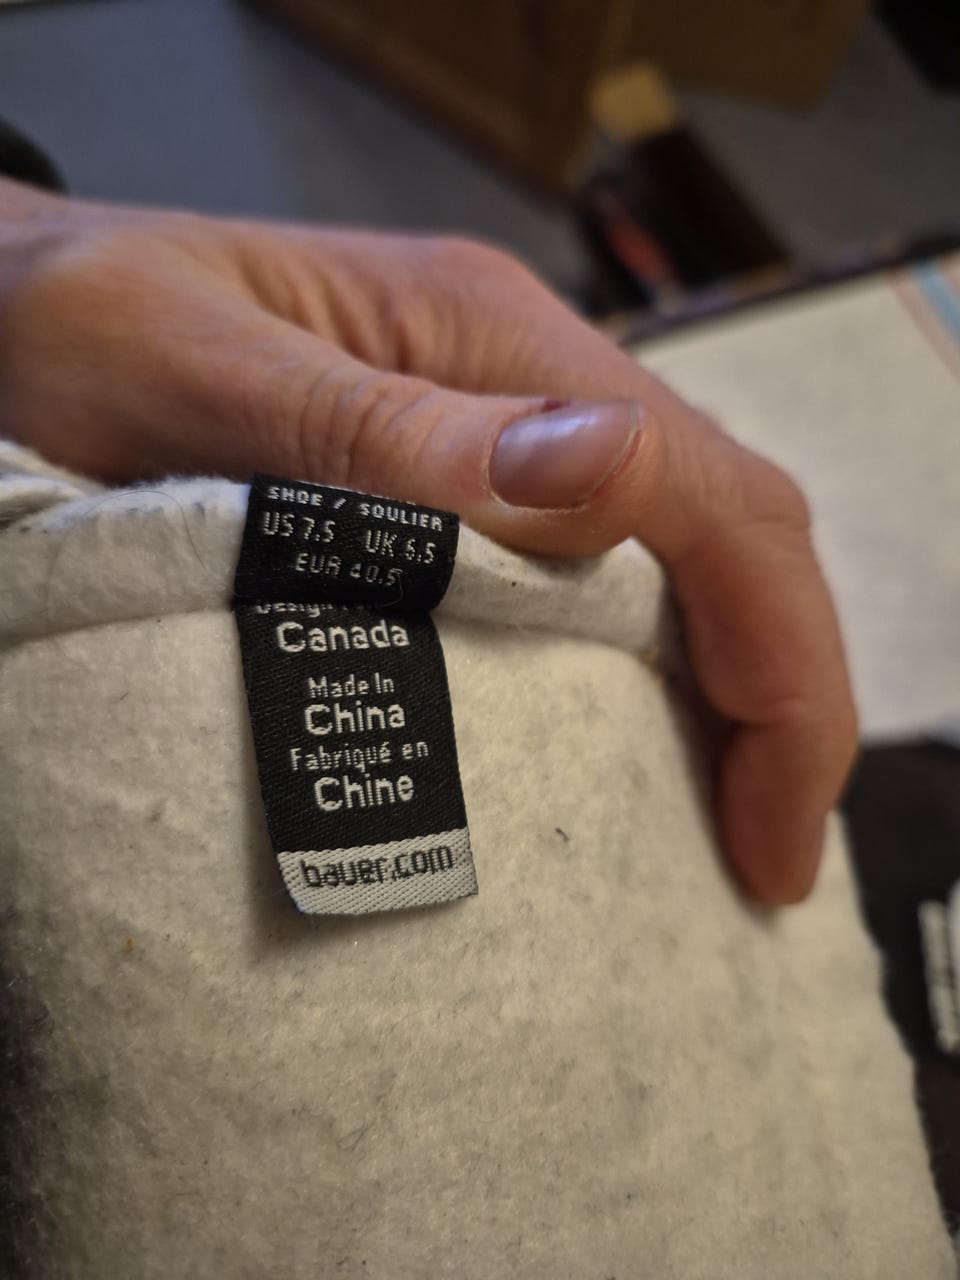 SHOE / SOULIER
US 7.5 UK 6.5
EUR 40.5
Canada
Made In
China
Fabriqué en
Chine
bauer.com